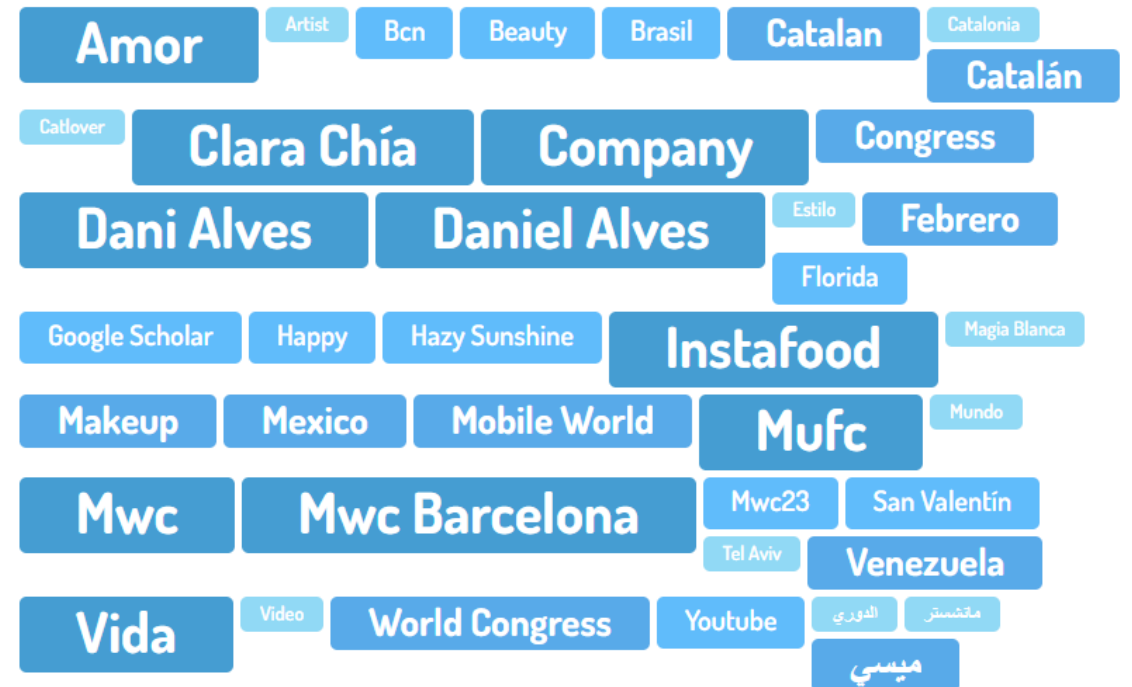 Amor Artist Bcn Beauty Brasil Catalan Catalonia
Catalán
Catlover Clara Chía Company Congress
Dani Alves Daniel Alves Estilo Febrero
Florida
Google Scholar Happy Hazy Sunshine Instafood Magia Blanca
Makeup Mexico Mobile World Mufc Mundo
Mwc Mwc Barcelona Mwc23 San Valentín
Tel Aviv Venezuela
Vida Video World Congress Youtube الدوري مانشستر
ميسي